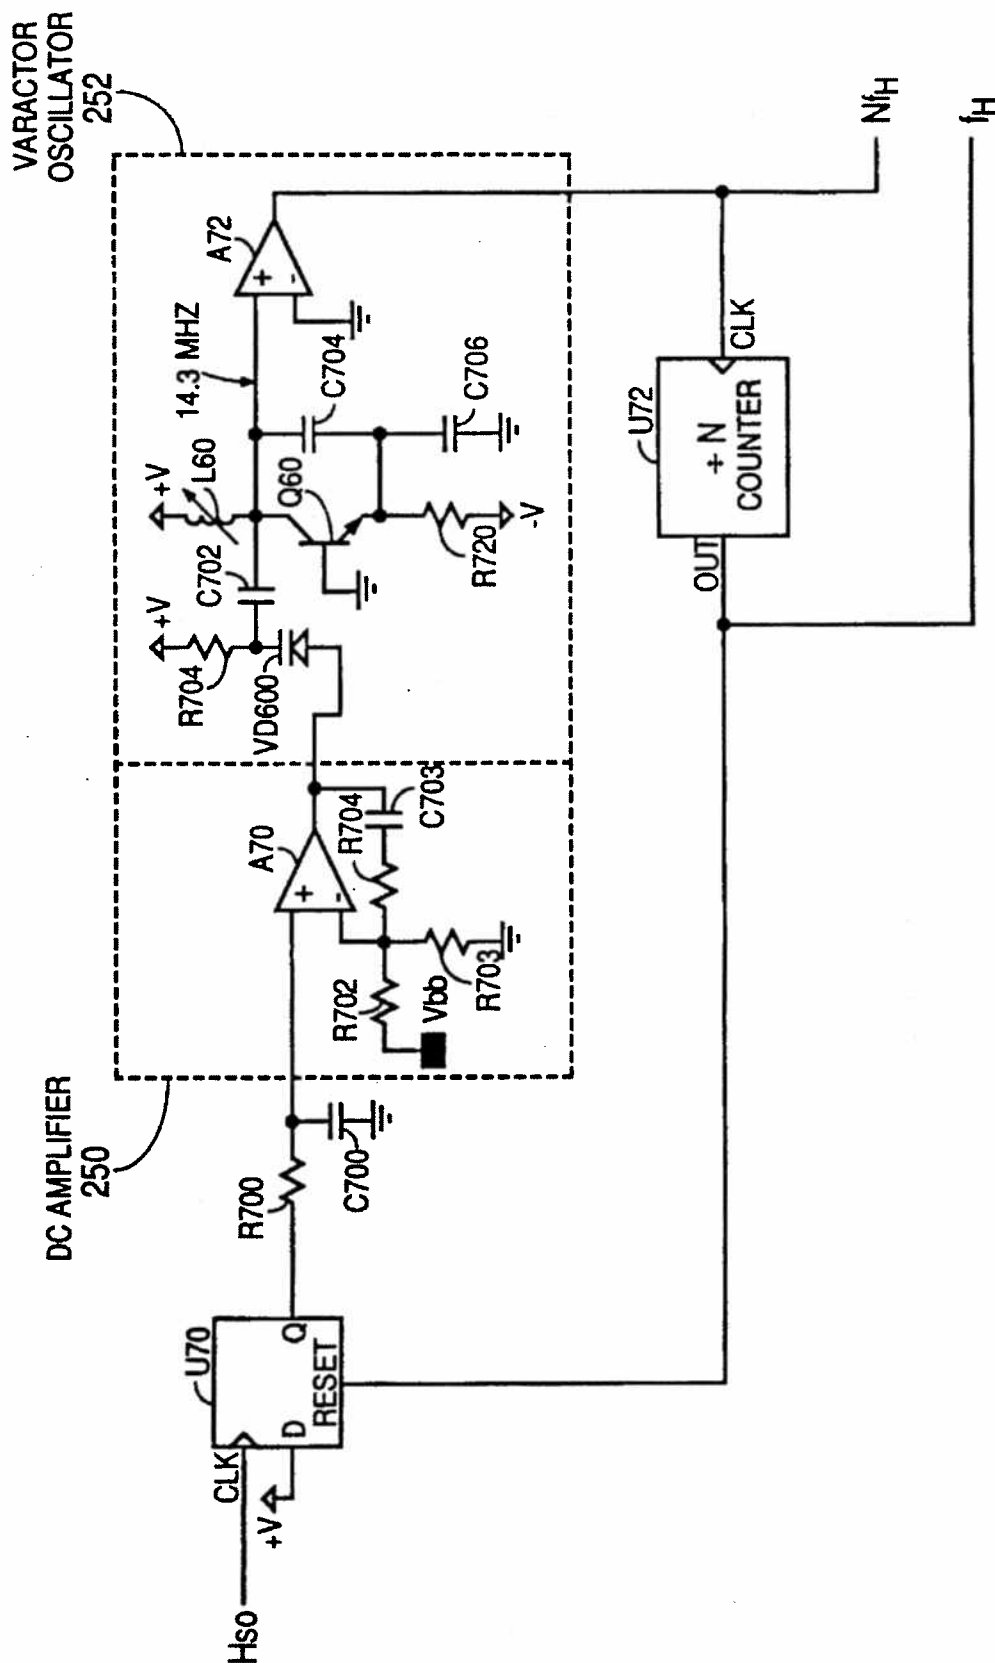 VARACTOR
OSCILLATOR
252
DC AMPLIFIER
250
Hso
CLK
+V
D
Q
RESET
U70
R700
C700
A70
+
-
R702
Vbb
R703
R704
C703
+V
R704
VD600
C702
+V
L60
Q60
R720
-V
14.3 MHZ
C704
C706
A72
+
-
U72
÷ N
COUNTER
OUT
CLK
NfH
fH